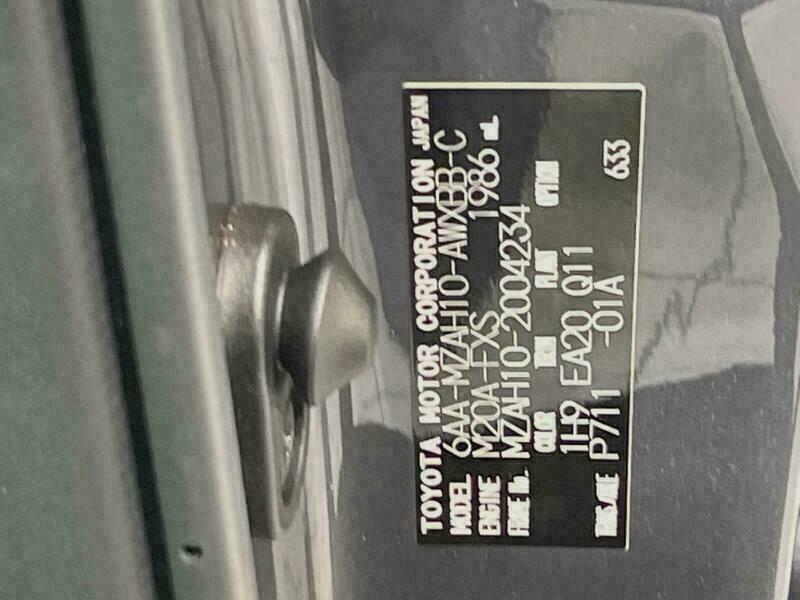 TOYOTA MOTOR CORPORATION JAPAN
MODEL 6AA-MZAH10-AWXBB-C
ENGINE M20A-FXS 1986 mL
FRAME No. MZAH10-2004234
COLOR TRIM PLANT OPTION
1H9 EA20 Q11
TRANS./AXLE P711 -01A 633